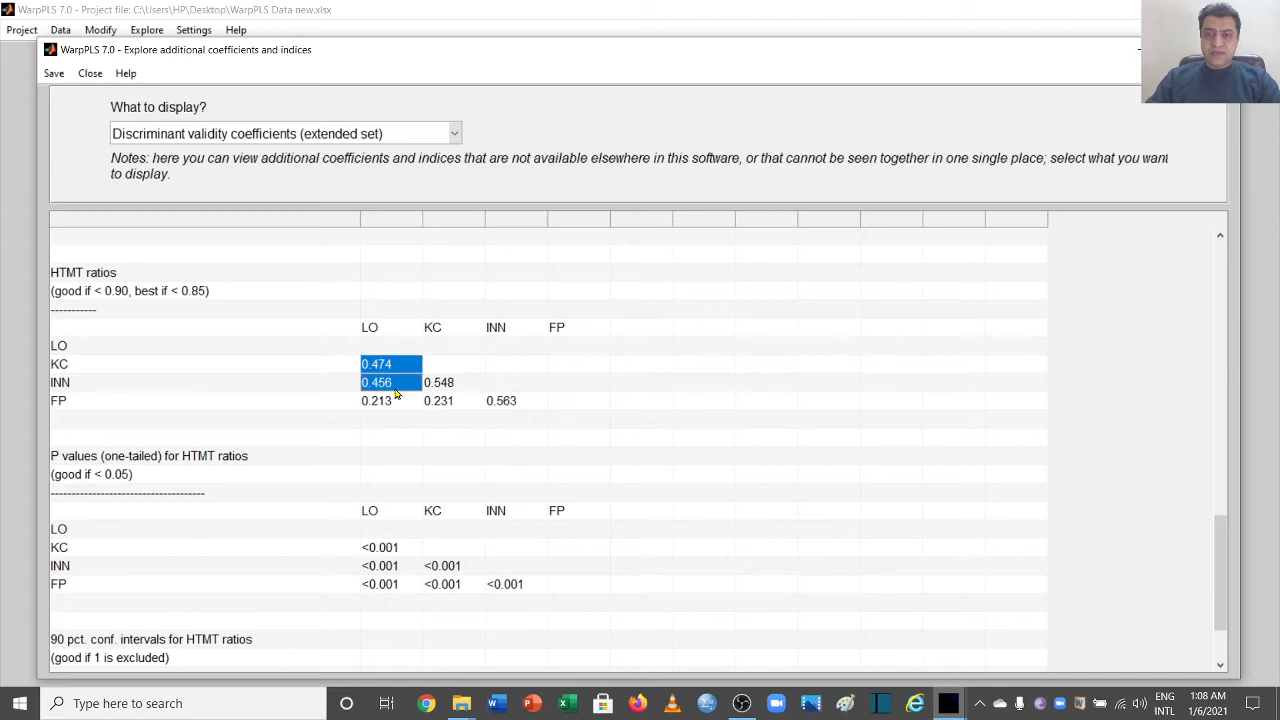 WarpPLS 7.0 - Project file: C:\Users\HP\Desktop\WarpPLS Data new.xlsx
Project Data Modify Explore Settings Help
WarpPLS 7.0 - Explore additional coefficients and indices
Save Close Help
What to display?
Discriminant validity coefficients (extended set)
Notes: here you can view additional coefficients and indices that are not available elsewhere in this software, or that cannot be seen together in one single place; select what you want
to display.
HTMT ratios
(good if < 0.90, best if < 0.85)
-----------
LO KC INN FP
LO
KC 0.474
INN 0.456 0.548
FP 0.213 0.231 0.563
P values (one-tailed) for HTMT ratios
(good if < 0.05)
-------------------------------------
LO KC INN FP
LO
KC <0.001
INN <0.001 <0.001
FP <0.001 <0.001 <0.001
90 pct. conf. intervals for HTMT ratios
(good if 1 is excluded)
Type here to search
ENG
INTL
1:08 AM
1/6/2021